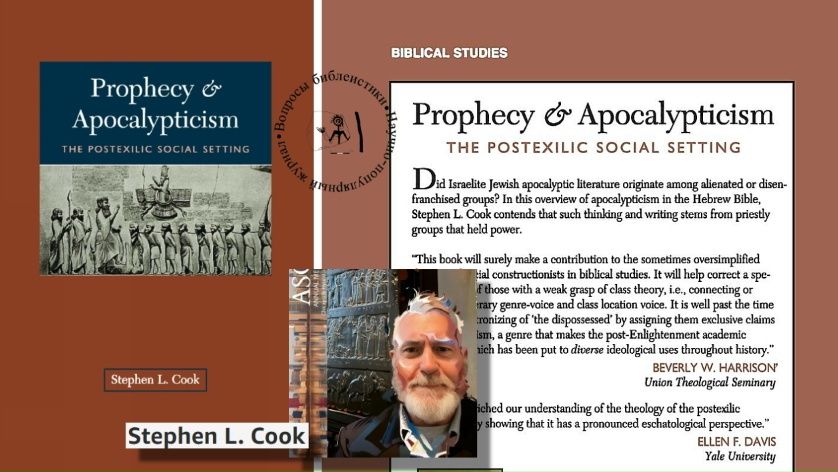 Prophecy &
Apocalypticism
THE POSTEXILIC SOCIAL SETTING
Stephen L. Cook
Stephen L. Cook
Вопросы библеистики • Научно-популярный журнал •
ASO
BIBLICAL STUDIES
Prophecy & Apocalypticism
THE POSTEXILIC SOCIAL SETTING
Did Israelite Jewish apocalyptic literature originate among alienated or disen-
franchised groups? In this overview of apocalypticism in the Hebrew Bible,
Stephen L. Cook contends that such thinking and writing stems from priestly
groups that held power.
“This book will surely make a contribution to the sometimes oversimplified
cial constructionists in biblical studies. It will help correct a spe-
f those with a weak grasp of class theory, i.e., connecting or
erary genre-voice and class location voice. It is well past the time
tronizing of ‘the dispossessed’ by assigning them exclusive claims
ism, a genre that makes the post-Enlightenment academic
hich has been put to diverse ideological uses throughout history.”
BEVERLY W. HARRISON
Union Theological Seminary
riched our understanding of the theology of the postexilic
y showing that it has a pronounced eschatological perspective.”
ELLEN F. DAVIS
Yale University